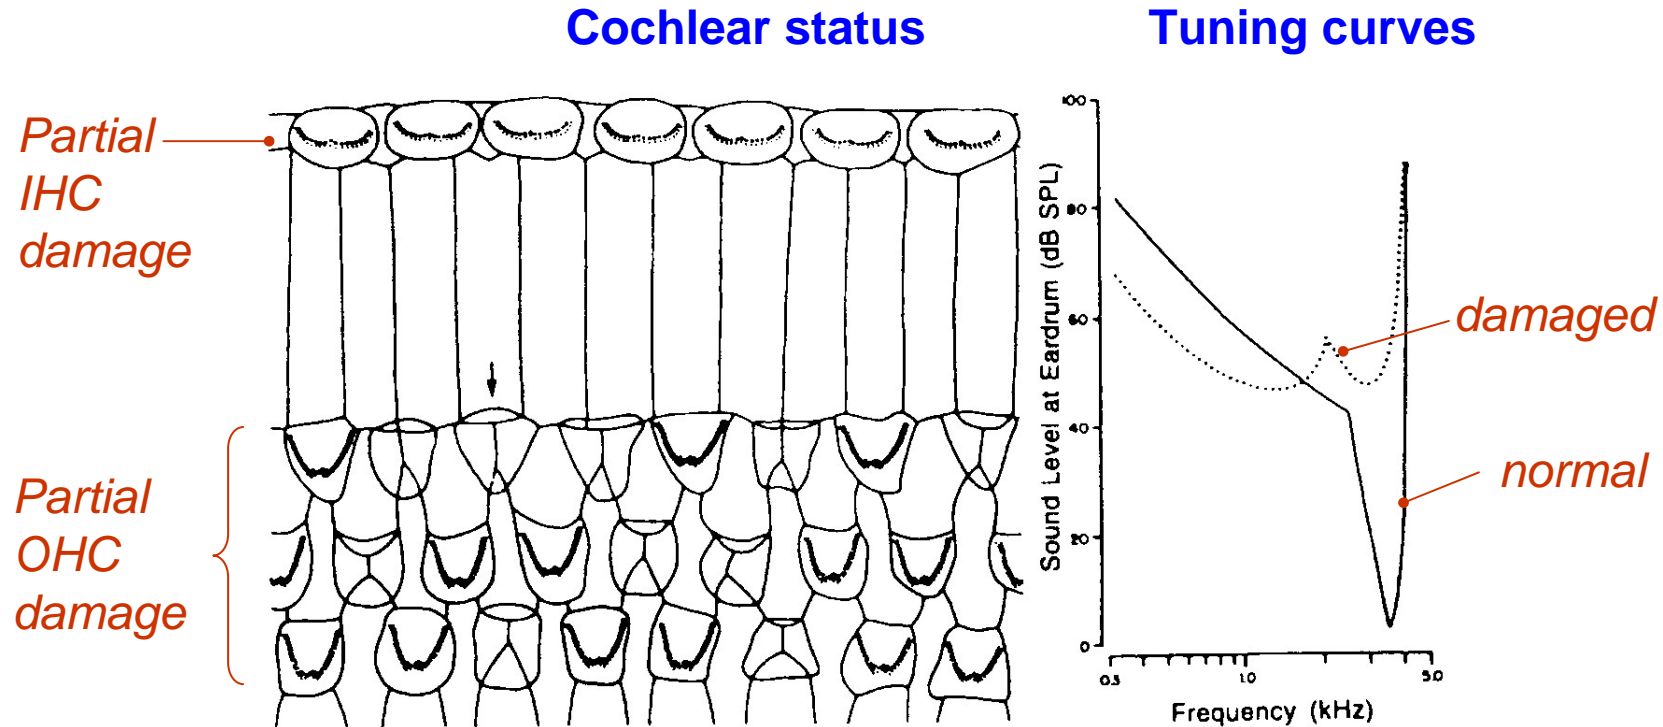 Cochlear status
Tuning curves
Partial
IHC
damage
Partial
OHC
damage
Sound Level at Eardrum (dB SPL)
100
80
60
40
20
0
0.3
1.0
5.0
Frequency (kHz)
damaged
normal